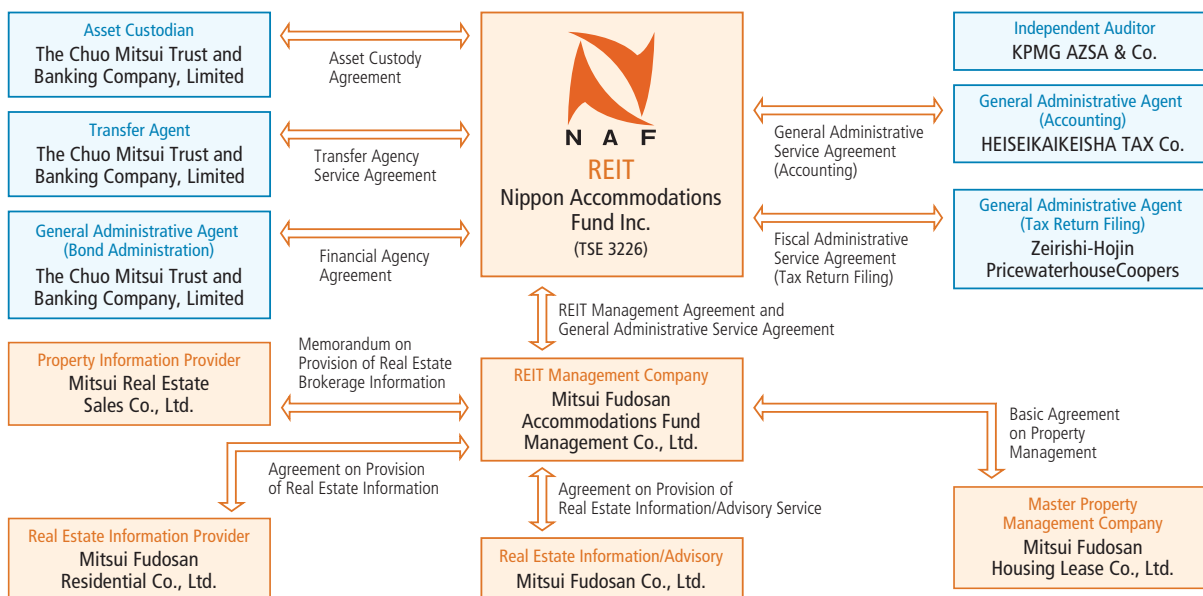 Asset Custodian
The Chuo Mitsui Trust and
Banking Company, Limited
Asset Custody
Agreement
Transfer Agent
The Chuo Mitsui Trust and
Banking Company, Limited
Transfer Agency
Service Agreement
General Administrative Agent
(Bond Administration)
The Chuo Mitsui Trust and
Banking Company, Limited
Financial Agency
Agreement
NAF
REIT
Nippon Accommodations
Fund Inc.
(TSE 3226)
Independent Auditor
KPMG AZSA & Co.
General Administrative
Service Agreement
(Accounting)
General Administrative Agent
(Accounting)
HEISEIKAIKEISHA TAX Co.
Fiscal Administrative
Service Agreement
(Tax Return Filing)
General Administrative Agent
(Tax Return Filing)
Zeirishi-Hojin
PricewaterhouseCoopers
REIT Management Agreement and
General Administrative Service Agreement
Property Information Provider
Mitsui Real Estate
Sales Co., Ltd.
Memorandum on
Provision of Real Estate
Brokerage Information
REIT Management Company
Mitsui Fudosan
Accommodations Fund
Management Co., Ltd.
Basic Agreement
on Property
Management
Agreement on Provision
of Real Estate Information
Agreement on Provision of
Real Estate Information/Advisory Service
Real Estate Information Provider
Mitsui Fudosan
Residential Co., Ltd.
Real Estate Information/Advisory
Mitsui Fudosan Co., Ltd.
Master Property
Management Company
Mitsui Fudosan
Housing Lease Co., Ltd.